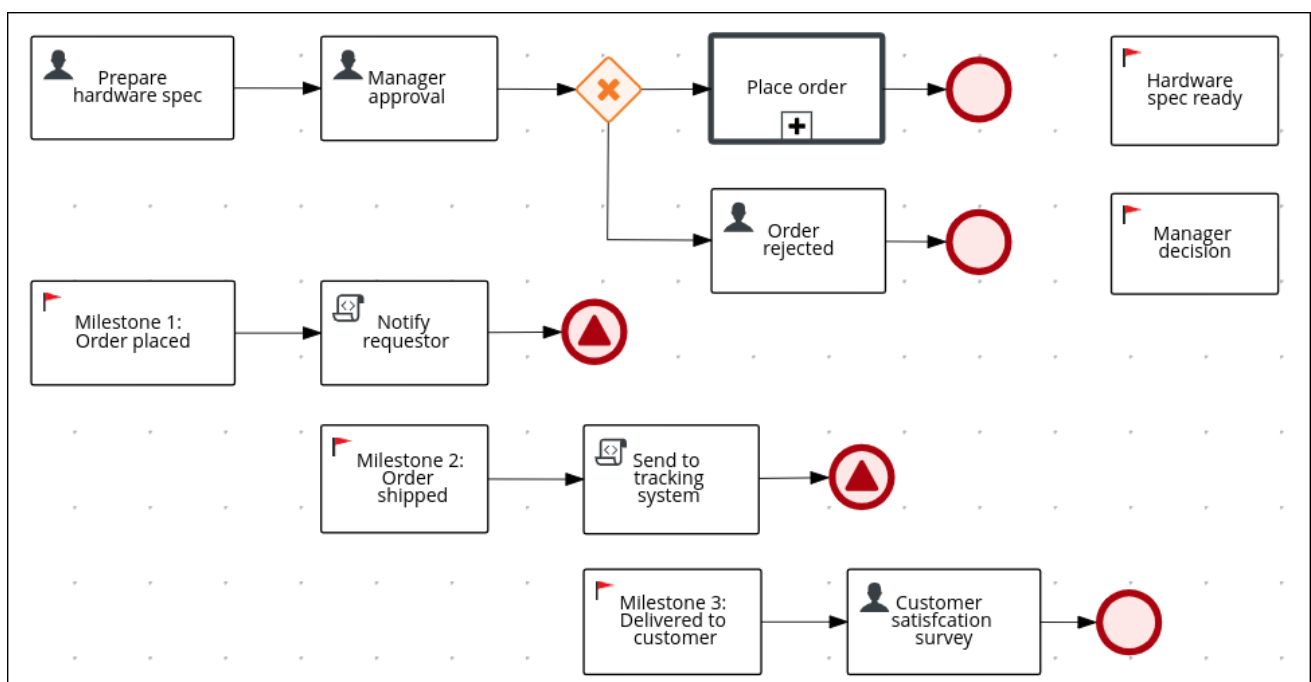 Prepare
hardware spec
Manager
approval
Place order
Hardware
spec ready
Order
rejected
Manager
decision
Milestone 1:
Order placed
Notify
requestor
Milestone 2:
Order
shipped
Send to
tracking
system
Milestone 3:
Delivered to
customer
Customer
satisfcation
survey